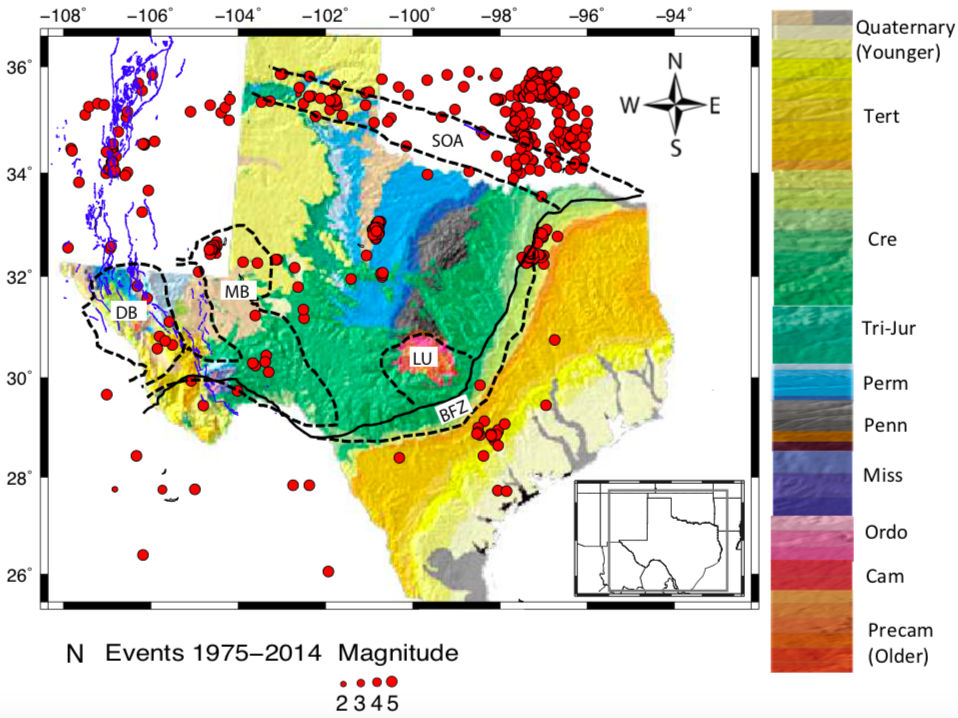 −108° −106° −104° −102° −100° −98° −96° −94°
36°
34°
32°
30°
28°
26°
N
W E
S
SOA
MB
DB
LU
BFZ
Quaternary
(Younger)
Tert
Cre
Tri-Jur
Perm
Penn
Miss
Ordo
Cam
Precam
(Older)
N Events 1975−2014 Magnitude
2 3 4 5